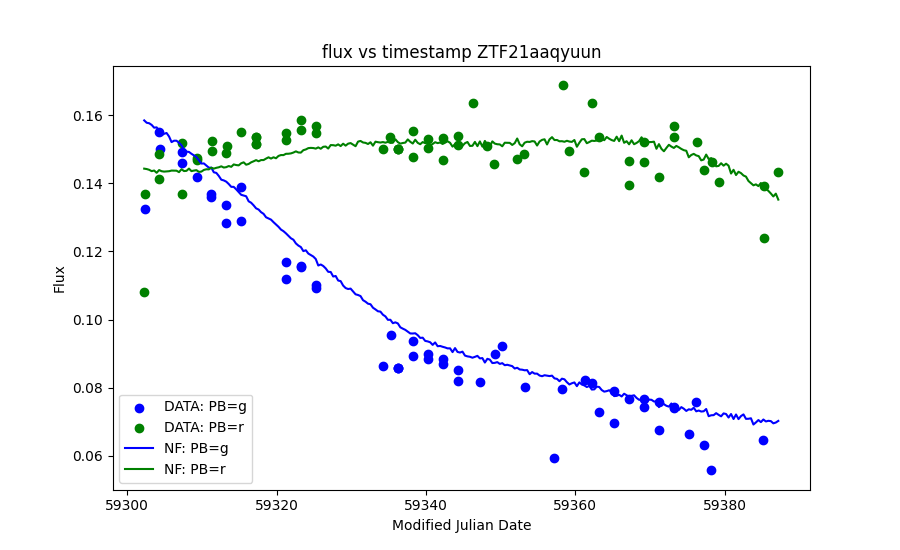 flux vs timestamp ZTF21aaqyuun
0.16
0.14
0.12
0.10
0.08
0.06
Flux
DATA: PB=g
DATA: PB=r
NF: PB=g
NF: PB=r
59300 59320 59340 59360 59380
Modified Julian Date